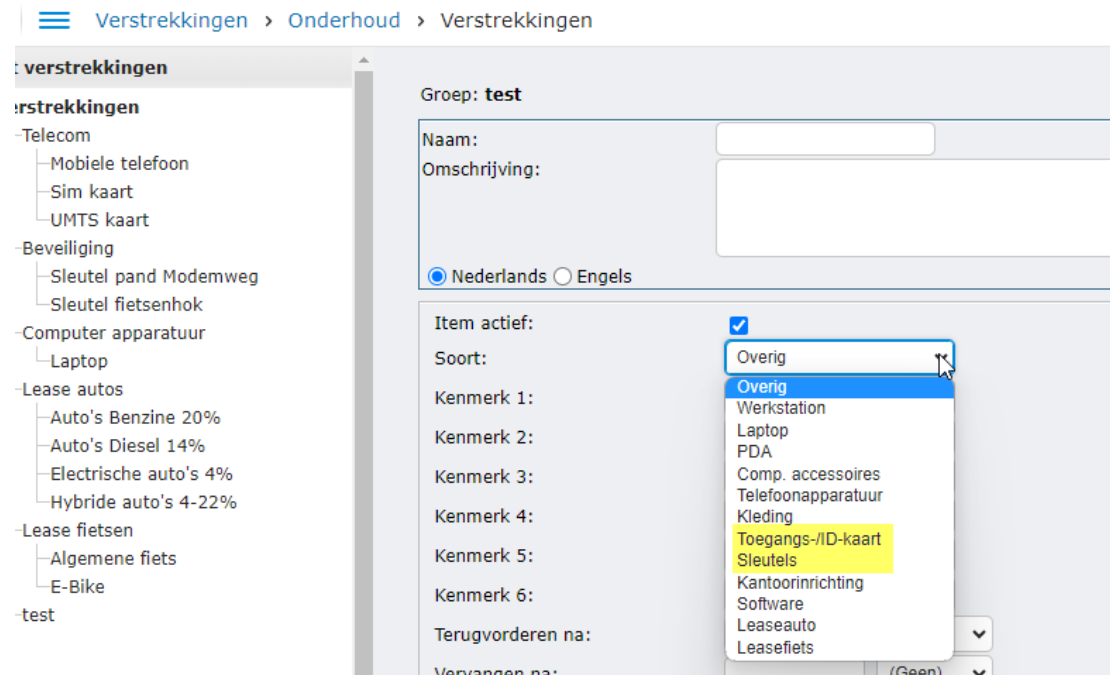 Verstrekkingen › Onderhoud › Verstrekkingen
verstrekkingen
Groep: test
erstrekkingen
Telecom
Mobiele telefoon
Sim kaart
UMTS kaart
Beveiliging
Sleutel pand Modemweg
Sleutel fietsenhok
Computer apparatuur
Laptop
Lease autos
Auto's Benzine 20%
Auto's Diesel 14%
Electrische auto's 4%
Hybride auto's 4-22%
Lease fietsen
Algemene fiets
E-Bike
test
Naam:
Omschrijving:
Nederlands Engels
Item actief:
Soort: Overig
Overig
Werkstation
Laptop
PDA
Comp. accessoires
Telefoonapparatuur
Kleding
Toegangs-/ID-kaart
Sleutels
Kantoorinrichting
Software
Leaseauto
Leasefiets
Kenmerk 1:
Kenmerk 2:
Kenmerk 3:
Kenmerk 4:
Kenmerk 5:
Kenmerk 6:
Terugvorderen na:
Vervangen na: (Geen)